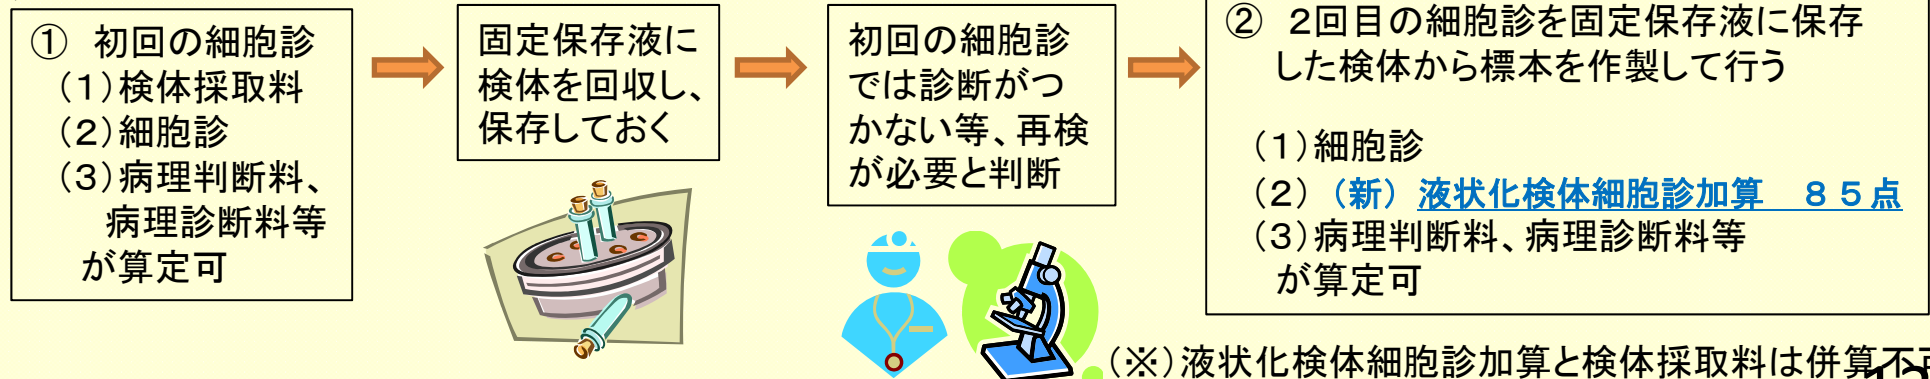 ① 初回の細胞診
(1)検体採取料
(2)細胞診
(3)病理判断料、
病理診断料等
が算定可
固定保存液に
検体を回収し、
保存しておく
初回の細胞診
では診断がつ
かない等、再検
が必要と判断
② 2回目の細胞診を固定保存液に保存
した検体から標本を作製して行う
(1)細胞診
(2)(新) 液状化検体細胞診加算 85点
(3)病理判断料、病理診断料等
が算定可
(※)液状化検体細胞診加算と検体採取料は併算不